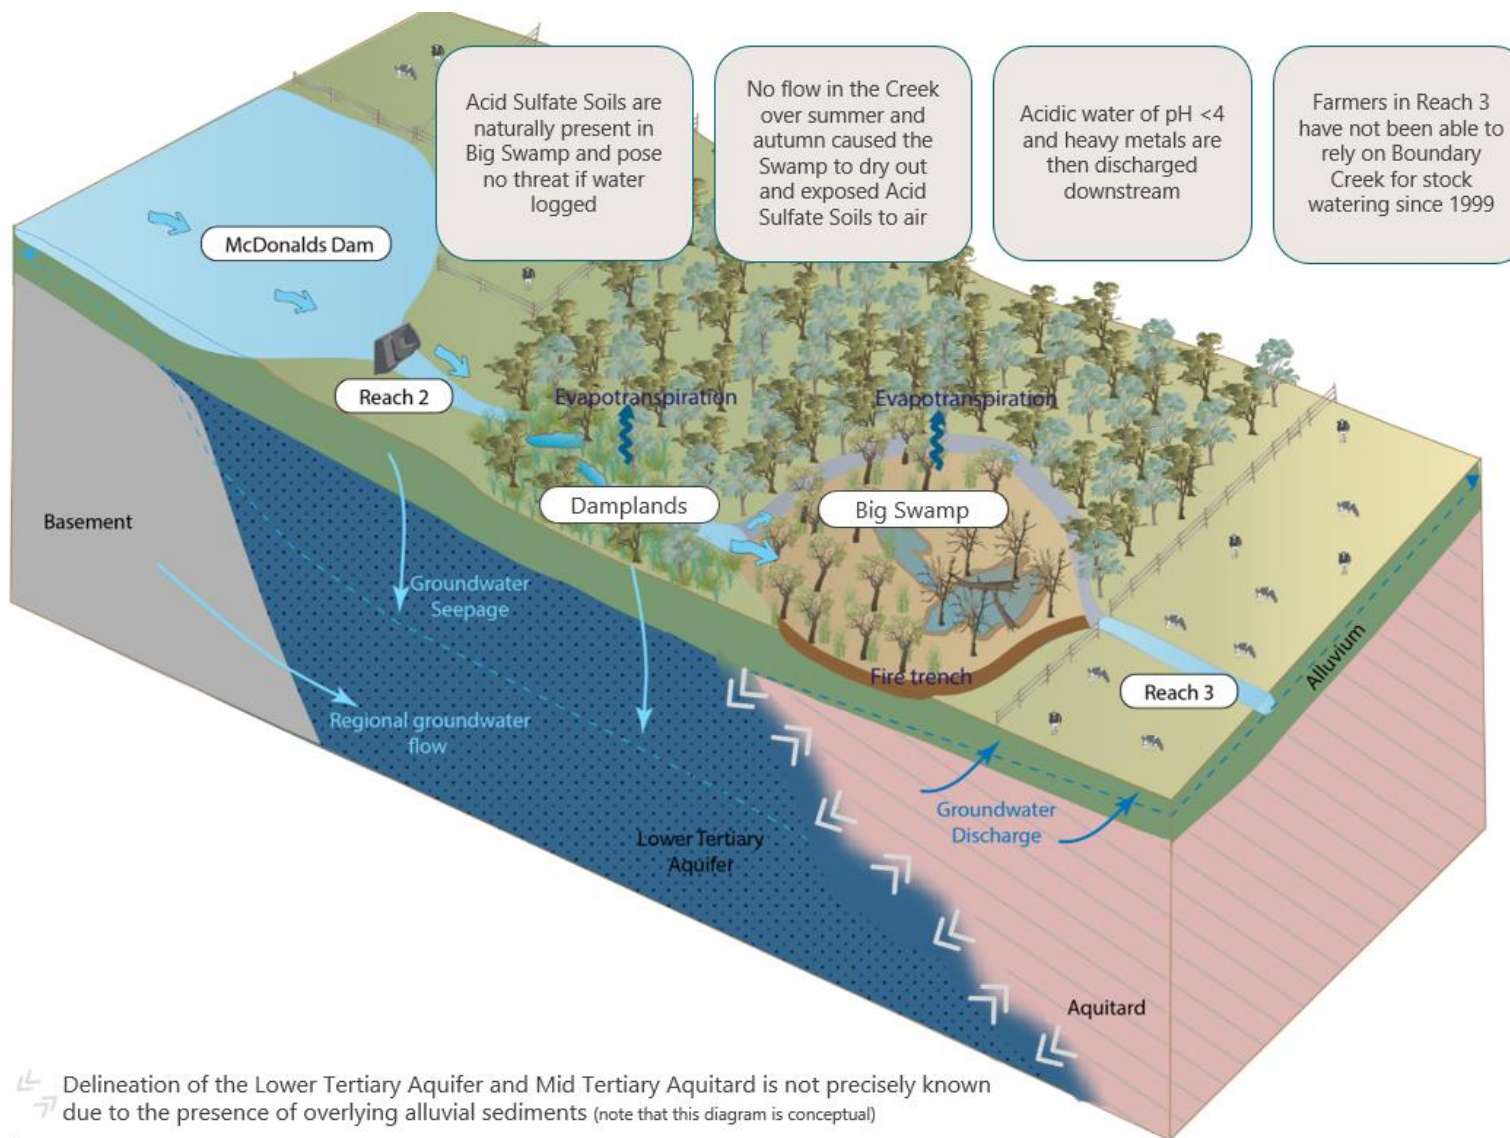 Acid Sulfate Soils are
naturally present in
Big Swamp and pose
no threat if water
logged
No flow in the Creek
over summer and
autumn caused the
Swamp to dry out
and exposed Acid
Sulfate Soils to air
Acidic water of pH <4
and heavy metals are
then discharged
downstream
Farmers in Reach 3
have not been able to
rely on Boundary
Creek for stock
watering since 1999
McDonalds Dam
Reach 2
Evapotranspiration
Evapotranspiration
Damplands
Big Swamp
Basement
Groundwater
Seepage
Fire trench
Reach 3
Alluvium
Regional groundwater
flow
Groundwater
Discharge
Lower Tertiary
Aquifer
Aquitard
Delineation of the Lower Tertiary Aquifer and Mid Tertiary Aquitard is not precisely known
due to the presence of overlying alluvial sediments (note that this diagram is conceptual)